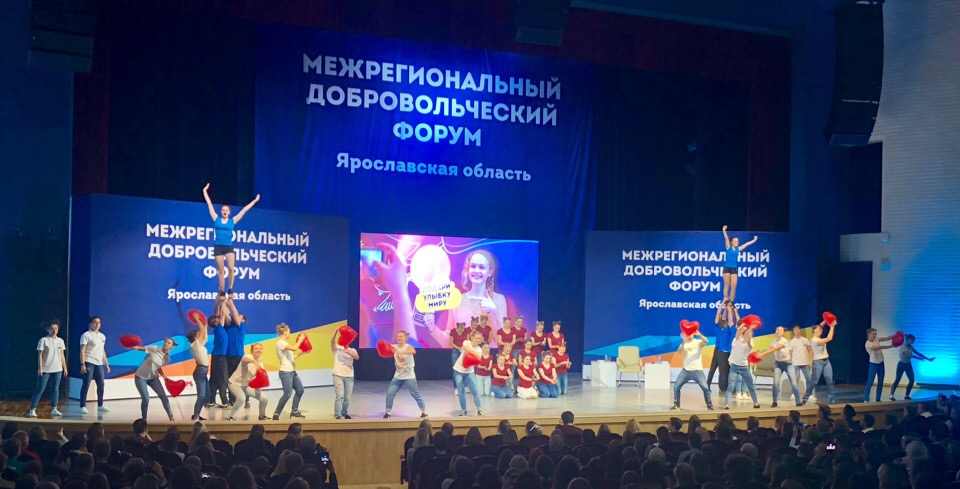 МЕЖРЕГИОНАЛЬНЫЙ
ДОБРОВОЛЬЧЕСКИЙ
ФОРУМ
Ярославская область
МЕЖРЕГИОНАЛЬНЫЙ
ДОБРОВОЛЬЧЕСКИЙ
ФОРУМ
Ярославская область
УЛЫБКУ
МИРУ
МЕЖРЕГИОНАЛЬНЫЙ
ДОБРОВОЛЬЧЕСКИЙ
ФОРУМ
Ярославская область